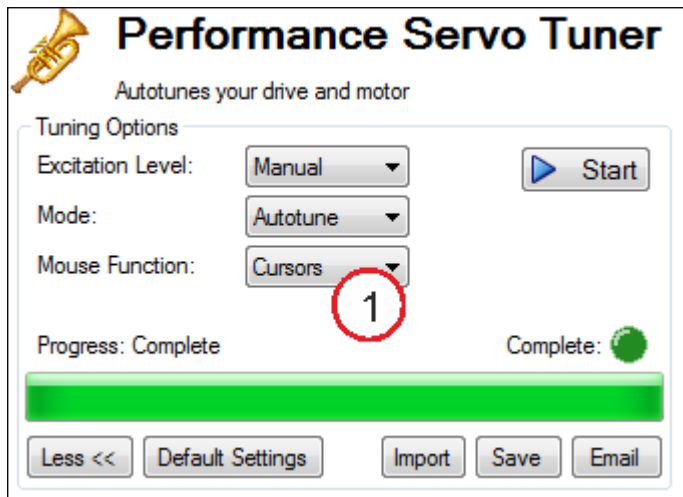 Performance Servo Tuner
Autotunes your drive and motor
Tuning Options
Excitation Level: Manual Start
Mode: Autotune
Mouse Function: Cursors
1
Progress: Complete Complete:
Less << Default Settings Import Save Email